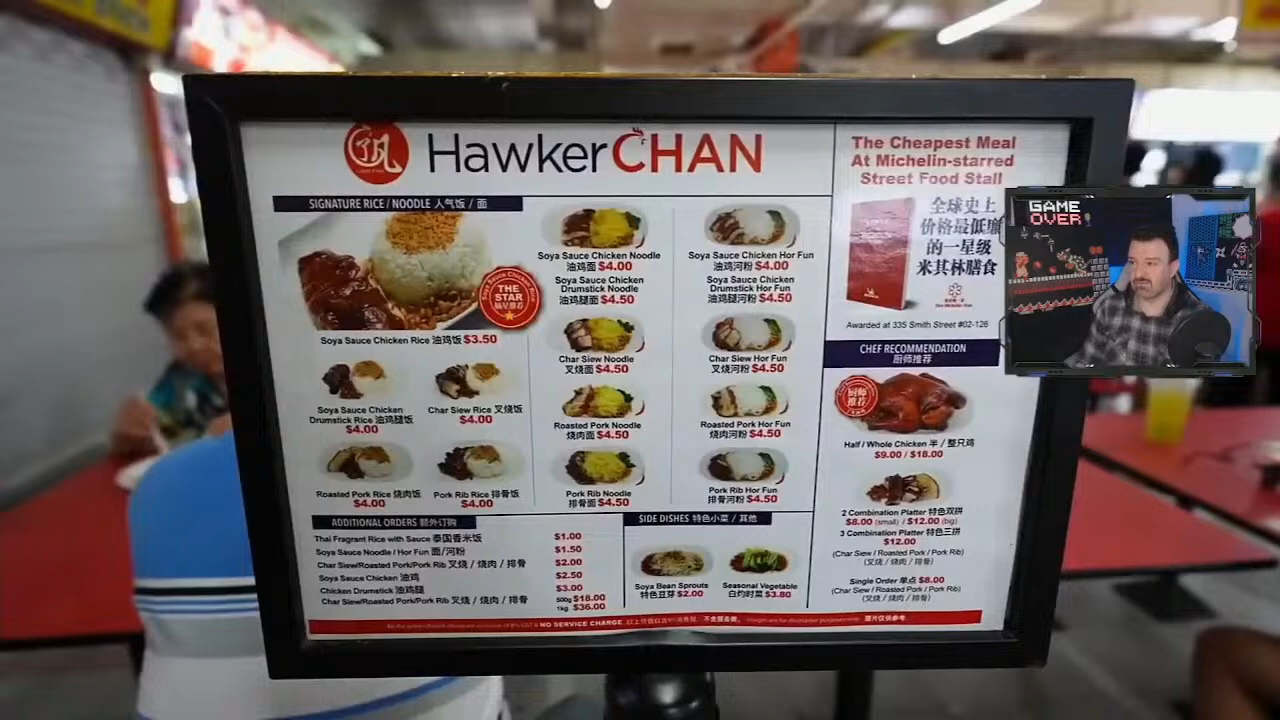 HawkerCHAN
SIGNATURE RICE / NOODLE 人气饭 / 面
Soya Sauce Chicken Rice
THE
STAR
Soya Sauce Chicken Rice 油鸡饭 $3.50
Soya Sauce Chicken
Drumstick Rice 油鸡腿饭
$4.00
Char Siew Rice 叉烧饭
$4.00
Roasted Pork Rice 烧肉饭
$4.00
Pork Rib Rice 排骨饭
$4.00
Soya Sauce Chicken Noodle
油鸡面 $4.00
Soya Sauce Chicken
Drumstick Noodle
油鸡腿面 $4.50
Char Siew Noodle
叉烧面 $4.50
Roasted Pork Noodle
烧肉面 $4.50
Pork Rib Noodle
排骨面 $4.50
Soya Sauce Chicken Hor Fun
油鸡河粉 $4.00
Soya Sauce Chicken
Drumstick Hor Fun
油鸡腿河粉 $4.50
Char Siew Hor Fun
叉烧河粉 $4.50
Roasted Pork Hor Fun
烧肉河粉 $4.50
Pork Rib Hor Fun
排骨河粉 $4.50
ADDITIONAL ORDERS 额外订购
Thai Fragrant Rice with Sauce 泰国香米饭 $1.00
Soya Sauce Noodle / Hor Fun 面/河粉 $1.50
Char Siew/Roasted Pork/Pork Rib 叉烧 / 烧肉 / 排骨 $2.00
Soya Sauce Chicken 油鸡 $2.50
Chicken Drumstick 油鸡腿 $3.00
Char Siew/Roasted Pork/Pork Rib 叉烧 / 烧肉 / 排骨 500g $18.00
1kg $36.00
SIDE DISHES 特色小菜 / 其他
Soya Bean Sprouts
特色豆芽 $2.00
Seasonal Vegetable
白灼时菜 $3.80
The Cheapest Meal
At Michelin-starred
Street Food Stall
全球史上
价格最低廉
的一星级
米其林膳食
Awarded at 335 Smith Street #02-126
CHEF RECOMMENDATION
厨师推荐
厨师
推荐
Half / Whole Chicken 半 / 整只鸡
$9.00 / $18.00
2 Combination Platter 特色双拼
$8.00 (small) / $12.00 (big)
3 Combination Platter 特色三拼
$12.00
(Char Siew / Roasted Pork / Pork Rib)
(叉烧 / 烧肉 / 排骨)
Single Order 单点 $8.00
(Char Siew / Roasted Pork / Pork Rib)
(叉烧 / 烧肉 / 排骨)
NO SERVICE CHARGE.
GAME
OVER